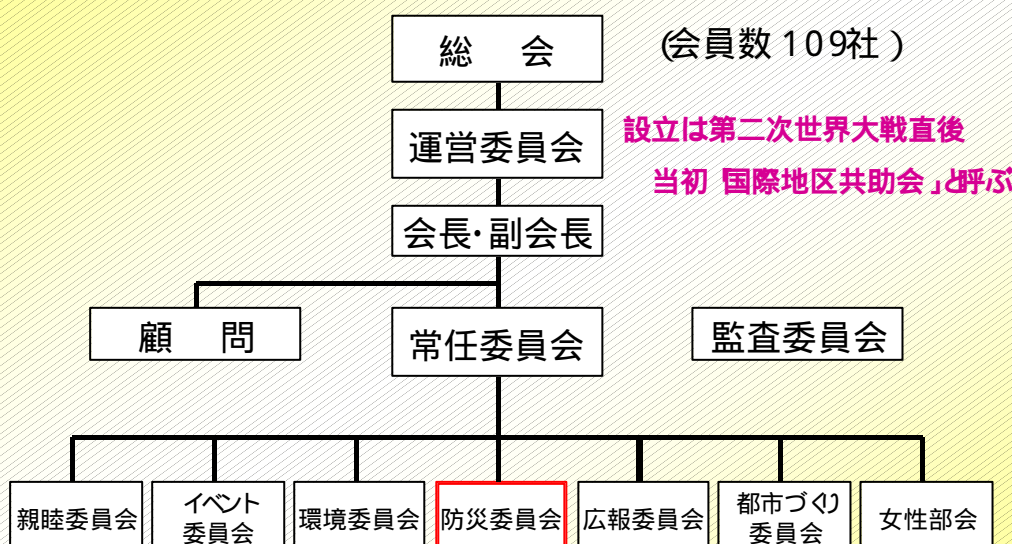 総　会
(会員数 109社 )
運営委員会
設立は第二次世界大戦直後
当初 「国際地区共助会」と呼ぶ
会長・副会長
顧　問
常任委員会
監査委員会
親睦委員会
イベント
委員会
環境委員会
防災委員会
広報委員会
都市づくり
委員会
女性部会